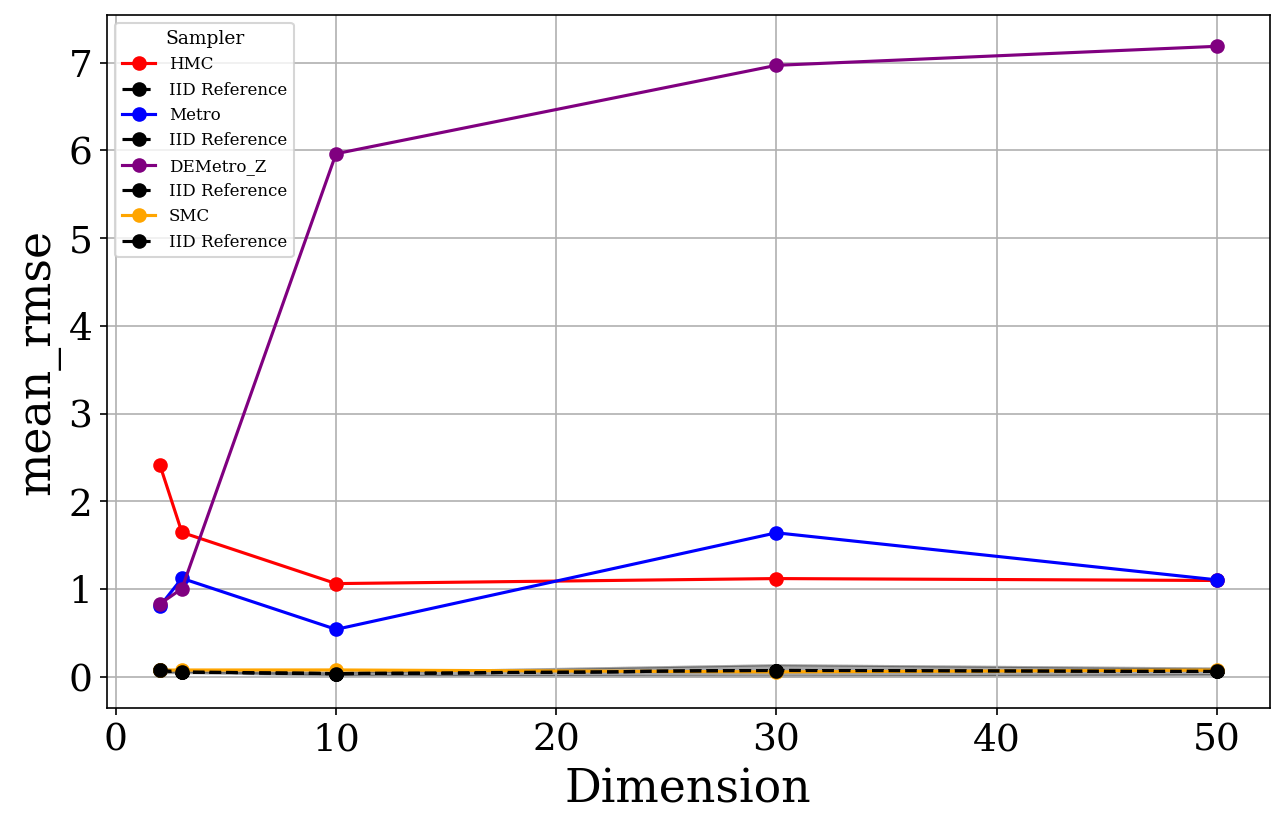 Sampler
HMC
IID Reference
Metro
IID Reference
DEMetro_Z
IID Reference
SMC
IID Reference
mean_rmse
7
6
5
4
3
2
1
0
0 10 20 30 40 50
Dimension